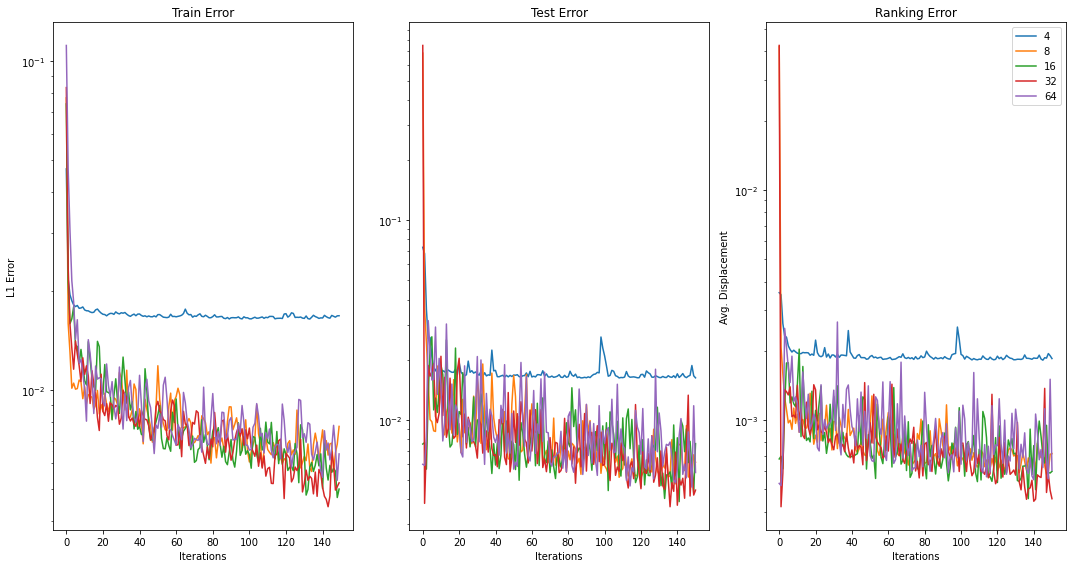 Train Error
Test Error
Ranking Error
L1 Error
10⁻¹
10⁻²
0 20 40 60 80 100 120 140
Iterations
10⁻¹
10⁻²
0 20 40 60 80 100 120 140
Iterations
Avg. Displacement
10⁻²
10⁻³
0 20 40 60 80 100 120 140
Iterations
4
8
16
32
64